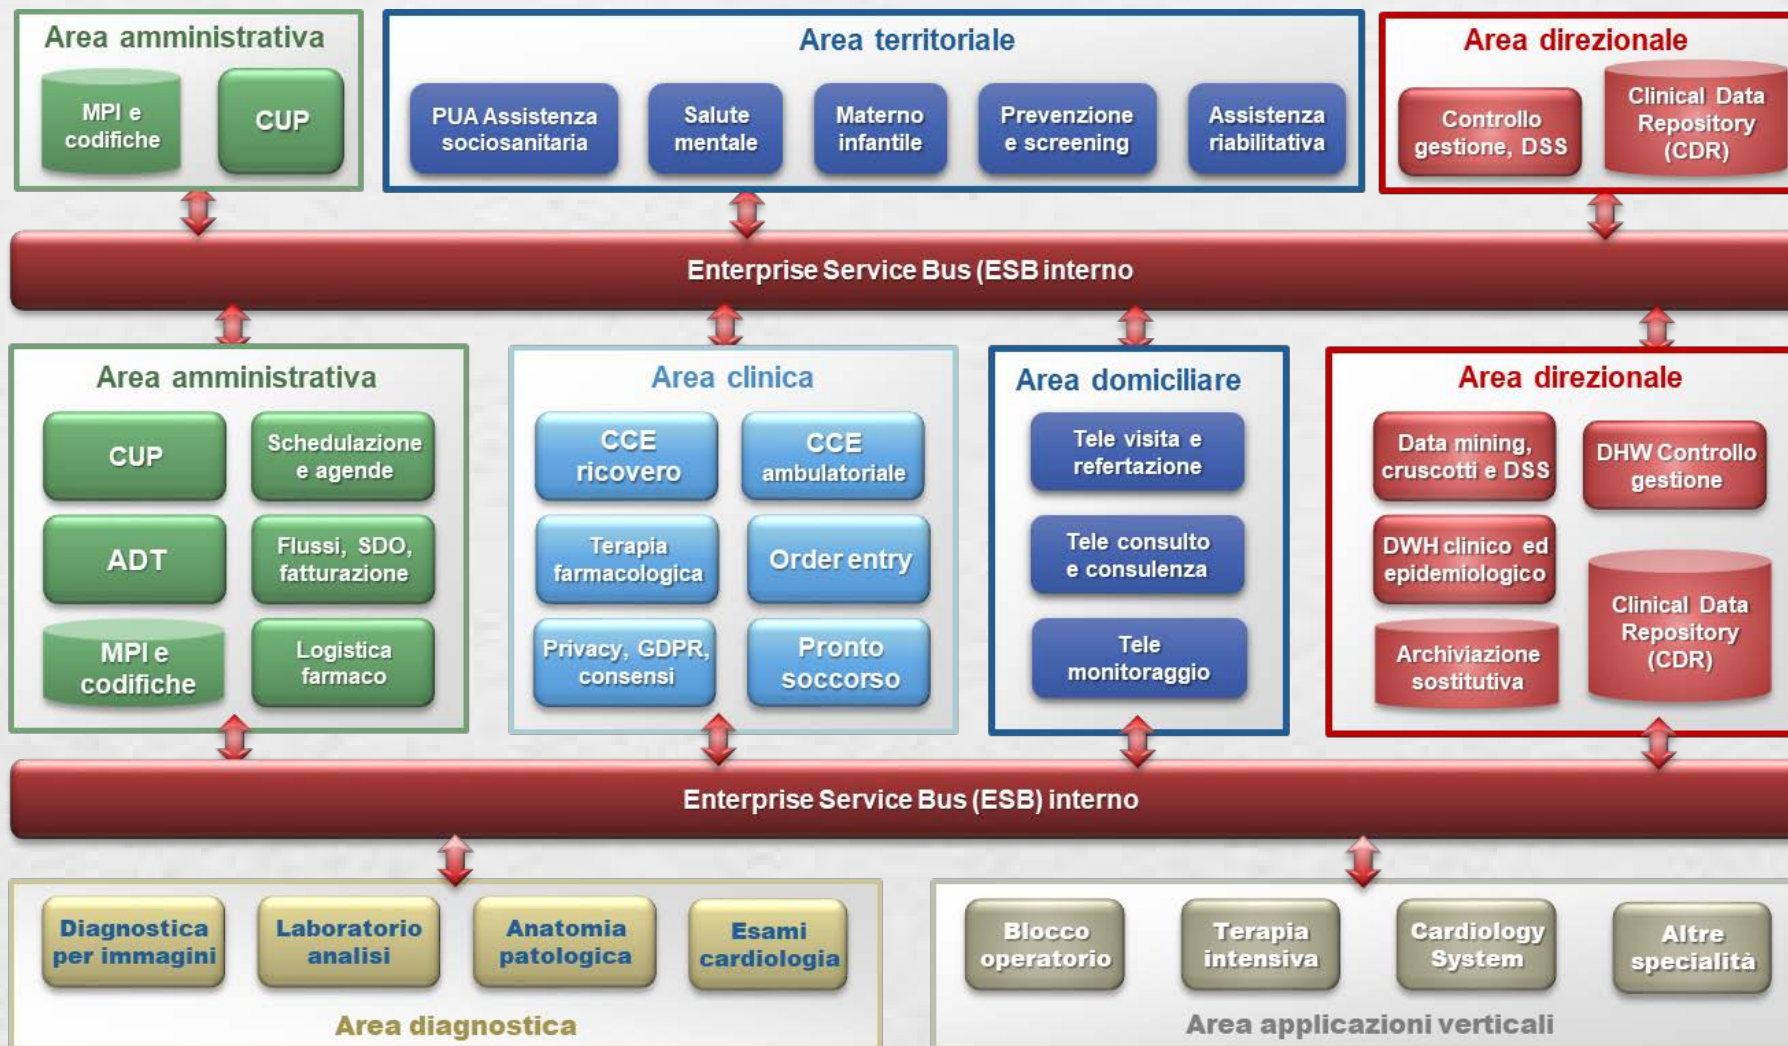 Area amministrativa
MPI e
codifiche
CUP
Area territoriale
PUA Assistenza
sociosanitaria
Salute
mentale
Materno
infantile
Prevenzione
e screening
Assistenza
riabilitativa
Area direzionale
Controllo
gestione, DSS
Clinical Data
Repository
(CDR)
Enterprise Service Bus (ESB interno
Area amministrativa
CUP
Schedulazione
e agende
ADT
Flussi, SDO,
fatturazione
MPI e
codifiche
Logistica
farmaco
Area clinica
CCE
ricovero
CCE
ambulatoriale
Terapia
farmacologica
Order entry
Privacy, GDPR,
consensi
Pronto
soccorso
Area domiciliare
Tele visita e
refertazione
Tele consulto
e consulenza
Tele
monitoraggio
Area direzionale
Data mining,
cruscotti e DSS
DHW Controllo
gestione
DWH clinico ed
epidemiologico
Clinical Data
Repository
(CDR)
Archiviazione
sostitutiva
Enterprise Service Bus (ESB) interno
Diagnostica
per immagini
Laboratorio
analisi
Anatomia
patologica
Esami
cardiologia
Area diagnostica
Blocco
operatorio
Terapia
intensiva
Cardiology
System
Altre
specialità
Area applicazioni verticali